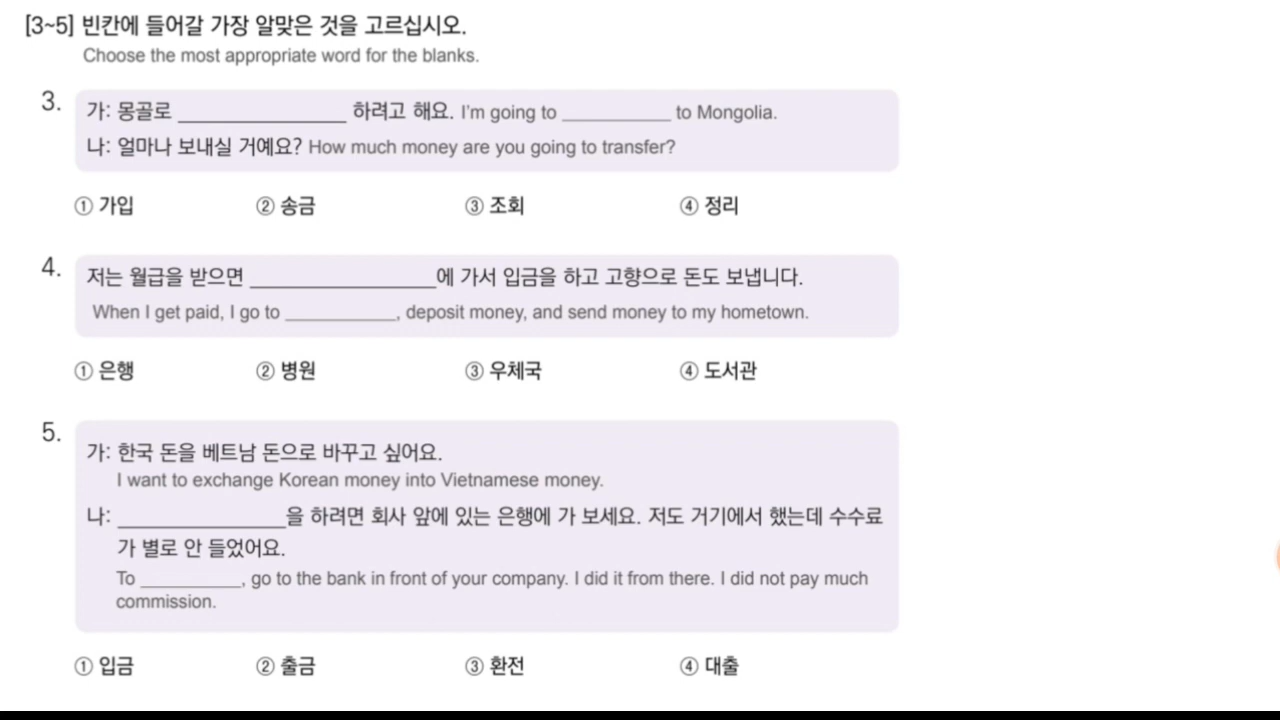 [3~5] 빈칸에 들어갈 가장 알맞은 것을 고르십시오.
Choose the most appropriate word for the blanks.
3.
가: 몽골로 ________________ 하려고 해요. I'm going to ___________ to Mongolia.
나: 얼마나 보내실 거예요? How much money are you going to transfer?
① 가입 ② 송금 ③ 조회 ④ 정리
4.
저는 월급을 받으면 __________________에 가서 입금을 하고 고향으로 돈도 보냅니다.
When I get paid, I go to ___________, deposit money, and send money to my hometown.
① 은행 ② 병원 ③ 우체국 ④ 도서관
5.
가: 한국 돈을 베트남 돈으로 바꾸고 싶어요.
I want to exchange Korean money into Vietnamese money.
나: ________________을 하려면 회사 앞에 있는 은행에 가 보세요. 저도 거기에서 했는데 수수료
가 별로 안 들었어요.
To __________, go to the bank in front of your company. I did it from there. I did not pay much
commission.
① 입금 ② 출금 ③ 환전 ④ 대출